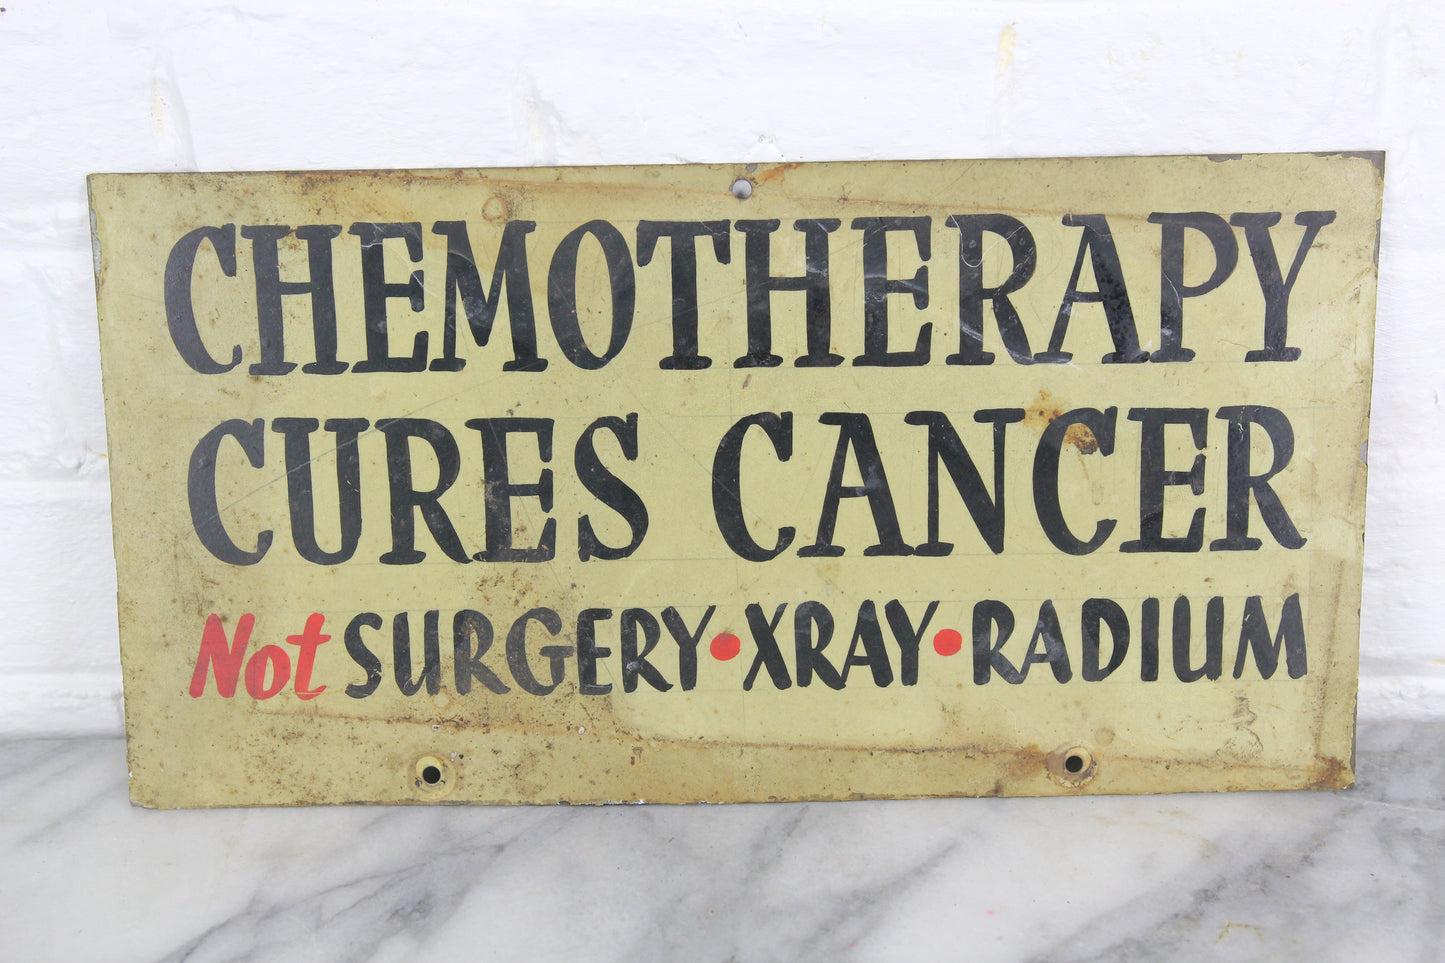 CHEMOTHERAPY
CURES CANCER
Not SURGERY • XRAY • RADIUM